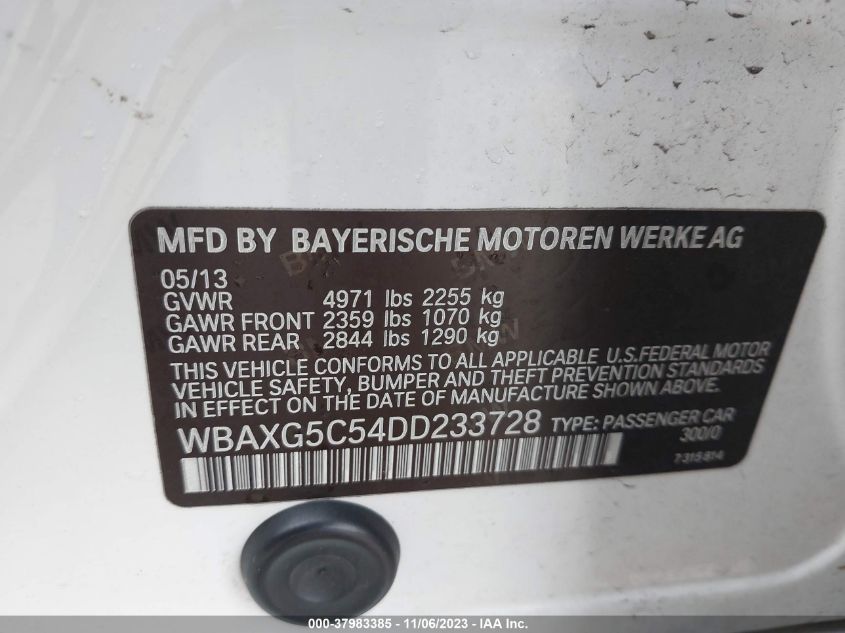 MFD BY BAYERISCHE MOTOREN WERKE AG
05/13
GVWR 4971 lbs 2255 kg
GAWR FRONT 2359 lbs 1070 kg
GAWR REAR 2844 lbs 1290 kg
THIS VEHICLE CONFORMS TO ALL APPLICABLE U.S.FEDERAL MOTOR
VEHICLE SAFETY, BUMPER AND THEFT PREVENTION STANDARDS
IN EFFECT ON THE DATE OF MANUFACTURE SHOWN ABOVE.
WBAXG5C54DD233728 TYPE: PASSENGER CAR
300/0
7 315 814
000-37983385 - 11/06/2023 - IAA Inc.